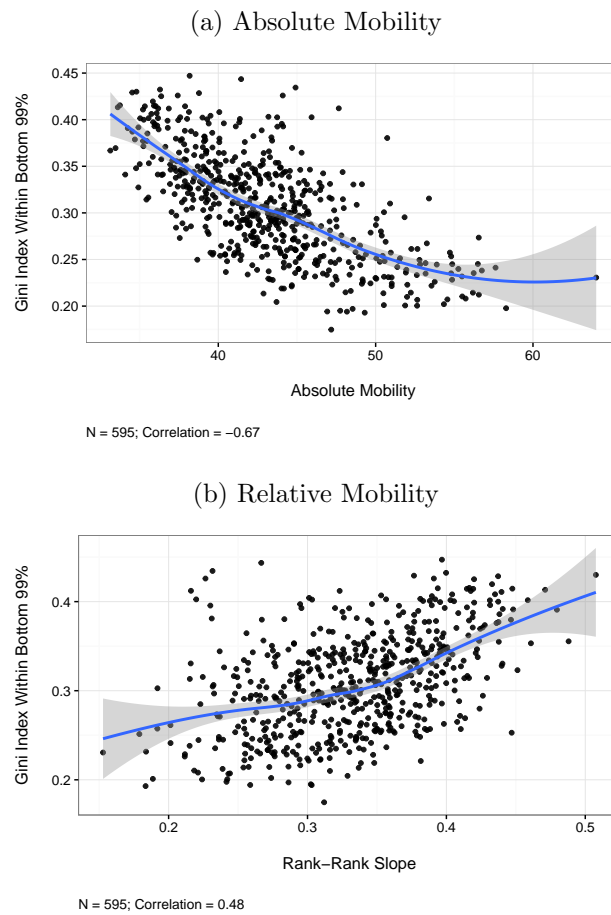 (a) Absolute Mobility
0.45
0.40
0.35
0.30
0.25
0.20
Gini Index Within Bottom 99%
40 50 60
Absolute Mobility
N = 595; Correlation = −0.67
(b) Relative Mobility
0.4
0.3
0.2
Gini Index Within Bottom 99%
0.2 0.3 0.4 0.5
Rank−Rank Slope
N = 595; Correlation = 0.48